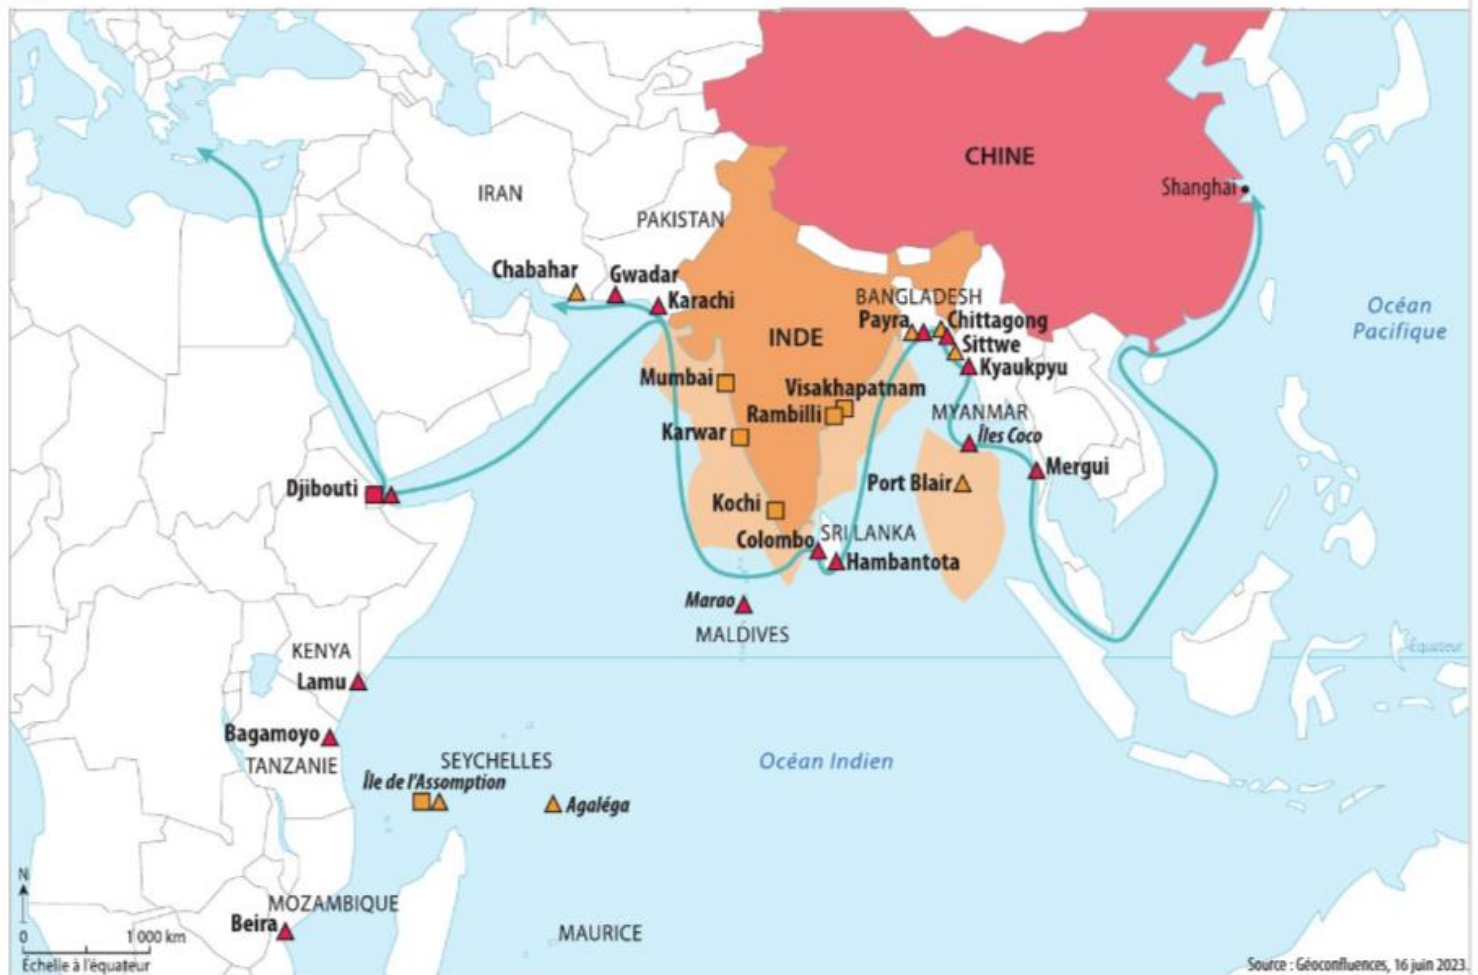 CHINE
Shanghai
IRAN
PAKISTAN
Chabahar
Gwadar
Karachi
BANGLADESH
Payra
Chittagong
Sittwe
Kyaukpyu
Océan
Pacifique
INDE
Mumbai
Visakhapatnam
Rambilli
MYANMAR
Îles Coco
Karwar
Mergui
Port Blair
Djibouti
Kochi
Colombo
SRI LANKA
Hambantota
Marao
MALDIVES
Équateur
KENYA
Lamu
Bagamoyo
TANZANIE
SEYCHELLES
Île de l'Assomption
Agaléga
Océan Indien
N
MOZAMBIQUE
Beira
MAURICE
0 1 000 km
Échelle à l'équateur
Source : Géoconfluences, 16 juin 2023